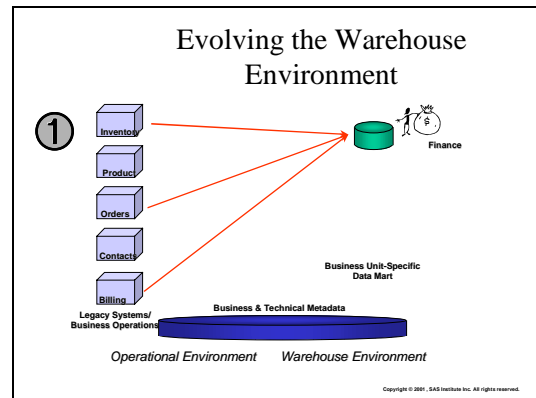 Evolving the Warehouse
Environment
1
Inventory
Product
Orders
Contacts
Billing
Legacy Systems/
Business Operations
$
Finance
Business Unit-Specific
Data Mart
Business & Technical Metadata
Operational Environment
Warehouse Environment
Copyright © 2001 , SAS Institute Inc. All rights reserved.